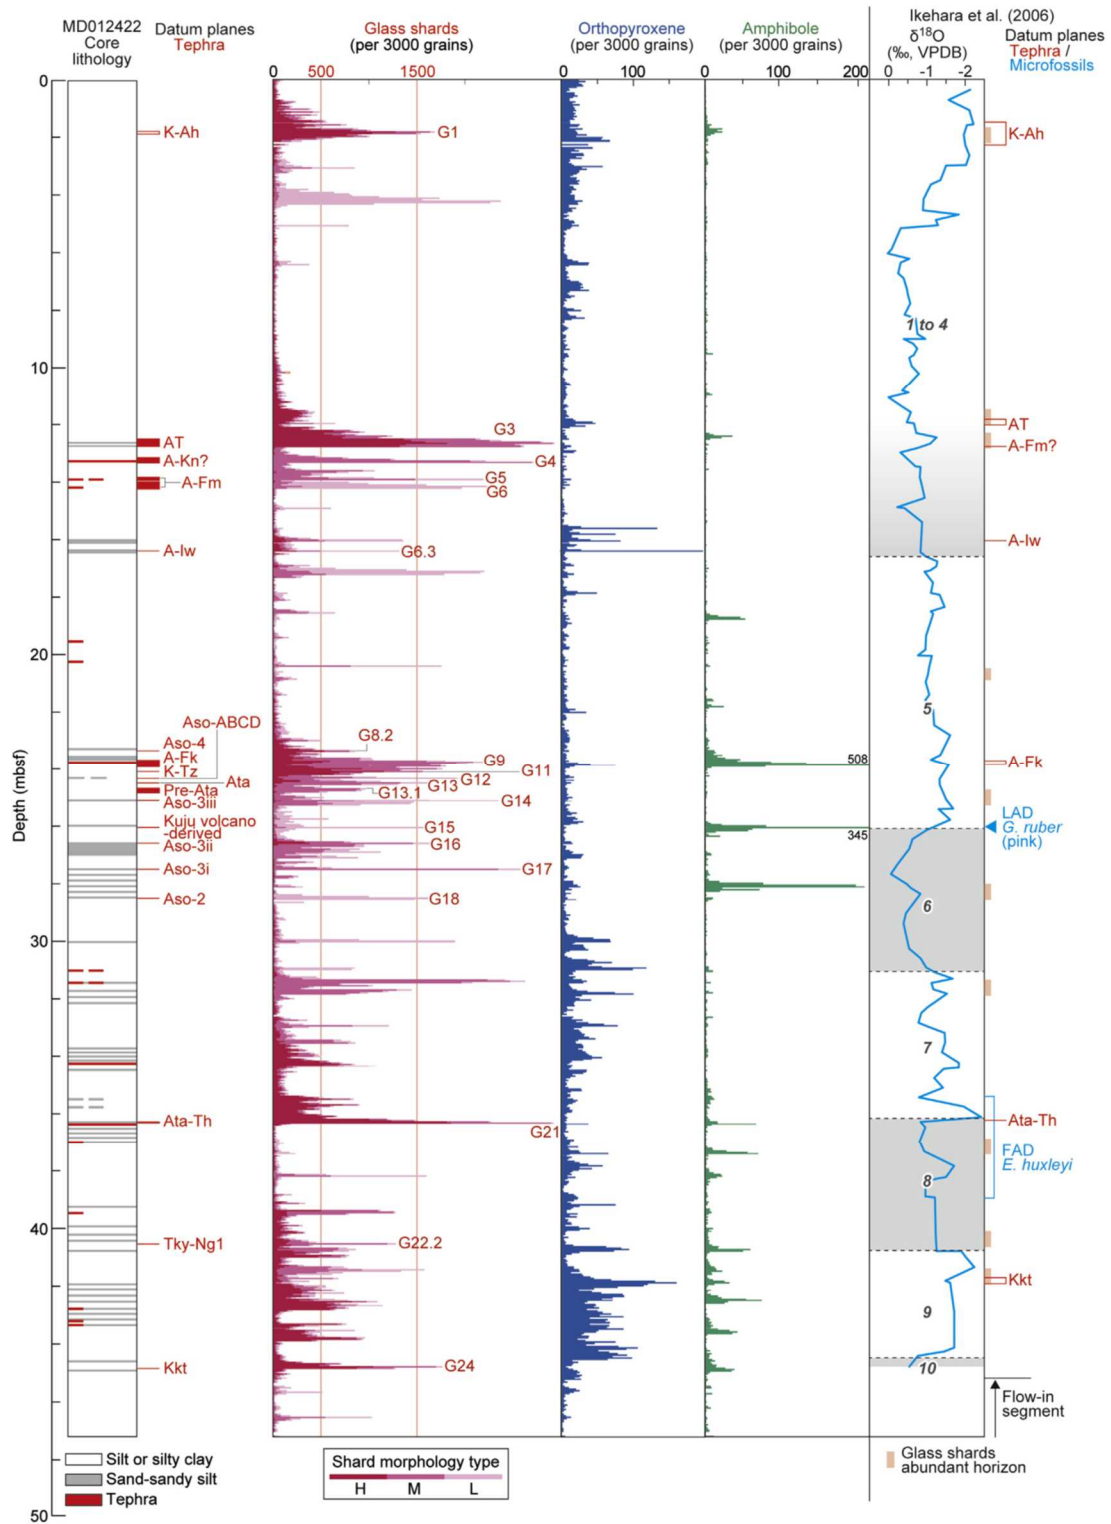 MD012422
Core
lithology
Datum planes
Tephra
Glass shards
(per 3000 grains)
Orthopyroxene
(per 3000 grains)
Amphibole
(per 3000 grains)
Ikehara et al. (2006)
δ18O
(‰, VPDB)
Datum planes
Tephra /
Microfossils
0 500 1500
0 100
0 100 200
0 -1 -2
Depth (mbsf)
0
10
20
30
40
50
K-Ah
AT
A-Kn?
A-Fm
A-Iw
Aso-ABCD
Aso-4
A-Fk
K-Tz
Ata
Pre-Ata
Aso-3iii
Kuju volcano
-derived
Aso-3ii
Aso-3i
Aso-2
Ata-Th
Tky-Ng1
Kkt
G1
G3
G4
G5
G6
G6.3
G8.2
G9
G11
G12
G13
G13.1
G14
G15
G16
G17
G18
G21
G22.2
G24
508
345
1 to 4
5
6
7
8
9
10
K-Ah
AT
A-Fm?
A-Iw
A-Fk
LAD
G. ruber
(pink)
Ata-Th
FAD
E. huxleyi
Kkt
Flow-in
segment
Glass shards
abundant horizon
Silt or silty clay
Sand-sandy silt
Tephra
Shard morphology type
H M L